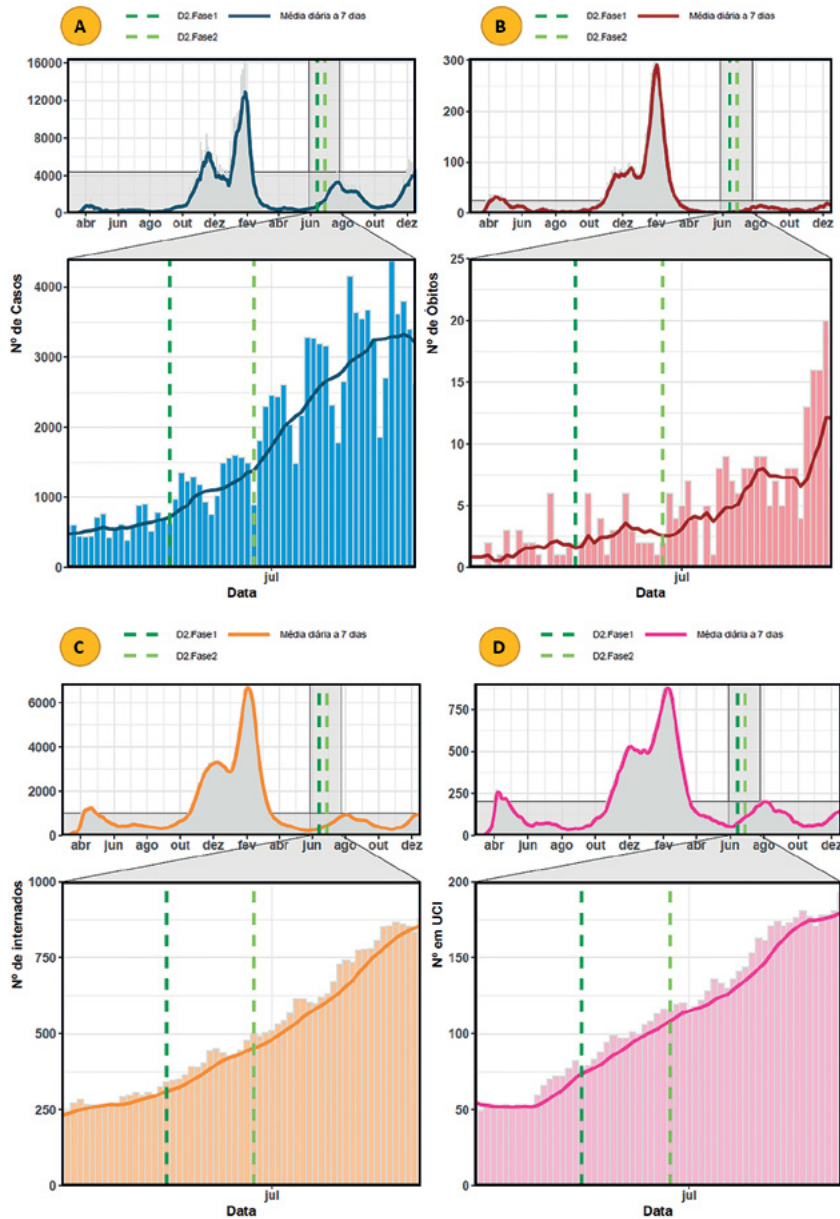 A
D2.Fase1
Média diária a 7 dias
D2.Fase2
16000
12000
8000
4000
0
abr jun ago out dez fev abr jun ago out dez
Nº de Casos
4000
3000
2000
1000
0
jul
Data
B
D2.Fase1
Média diária a 7 dias
D2.Fase2
300
200
100
0
abr jun ago out dez fev abr jun ago out dez
Nº de Óbitos
25
20
15
10
5
0
jul
Data
C
D2.Fase1
Média diária a 7 dias
D2.Fase2
6000
4000
2000
0
abr jun ago out dez fev abr jun ago out dez
Nº de internados
1000
750
500
250
0
jul
Data
D
D2.Fase1
Média diária a 7 dias
D2.Fase2
750
500
250
0
abr jun ago out dez fev abr jun ago out dez
Nº em UCI
200
150
100
50
0
jul
Data